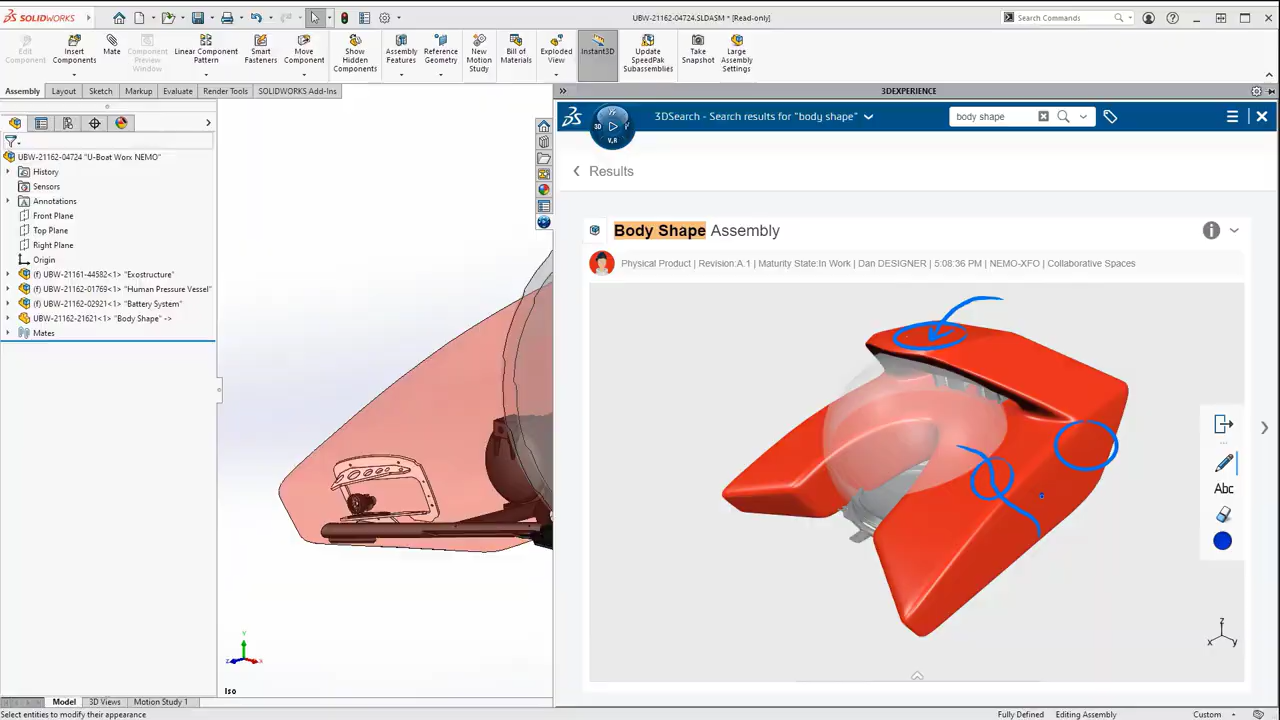 SOLIDWORKS
UBW-21162-04724.SLDASM * [Read-only]
Search Commands
Edit Component
Insert Components
Mate
Component Preview Window
Linear Component Pattern
Smart Fasteners
Move Component
Show Hidden Components
Assembly Features
Reference Geometry
New Motion Study
Bill of Materials
Exploded View
Instant3D
Update SpeedPak Subassemblies
Take Snapshot
Large Assembly Settings
Assembly Layout Sketch Markup Evaluate Render Tools SOLIDWORKS Add-Ins
3DEXPERIENCE
3DSearch - Search results for "body shape"
body shape
3D
V,R
Results
UBW-21162-04724 "U-Boat Worx NEMO"
History
Sensors
Annotations
Front Plane
Top Plane
Right Plane
Origin
(f) UBW-21161-44582<1> "Exostructure"
(f) UBW-21162-01769<1> "Human Pressure Vessel"
(f) UBW-21162-02921<1> "Battery System"
UBW-21162-21621<1> "Body Shape" ->
Mates
Body Shape Assembly
Physical Product | Revision:A.1 | Maturity State:In Work | Dan DESIGNER | 5:08:36 PM | NEMO-XFO | Collaborative Spaces
Abc
Y
Z X
Iso
Z
X Y
Model 3D Views Motion Study 1
Select entities to modify their appearance
Fully Defined Editing Assembly Custom